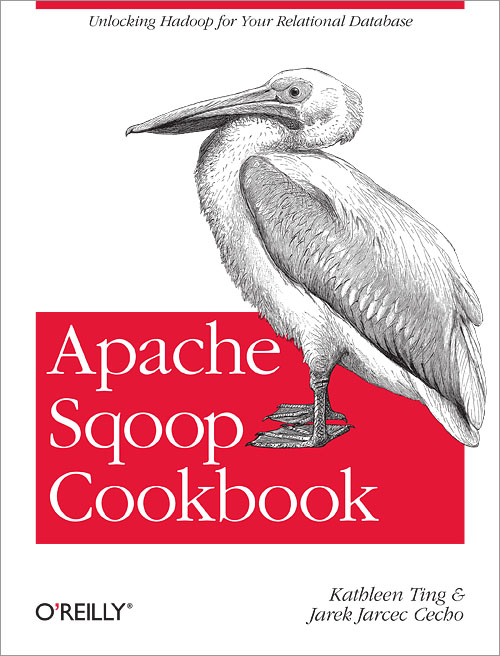 Unlocking Hadoop for Your Relational Database
Apache
Sqoop
Cookbook
Kathleen Ting &
Jarek Jarcec Cecho
O'REILLY®